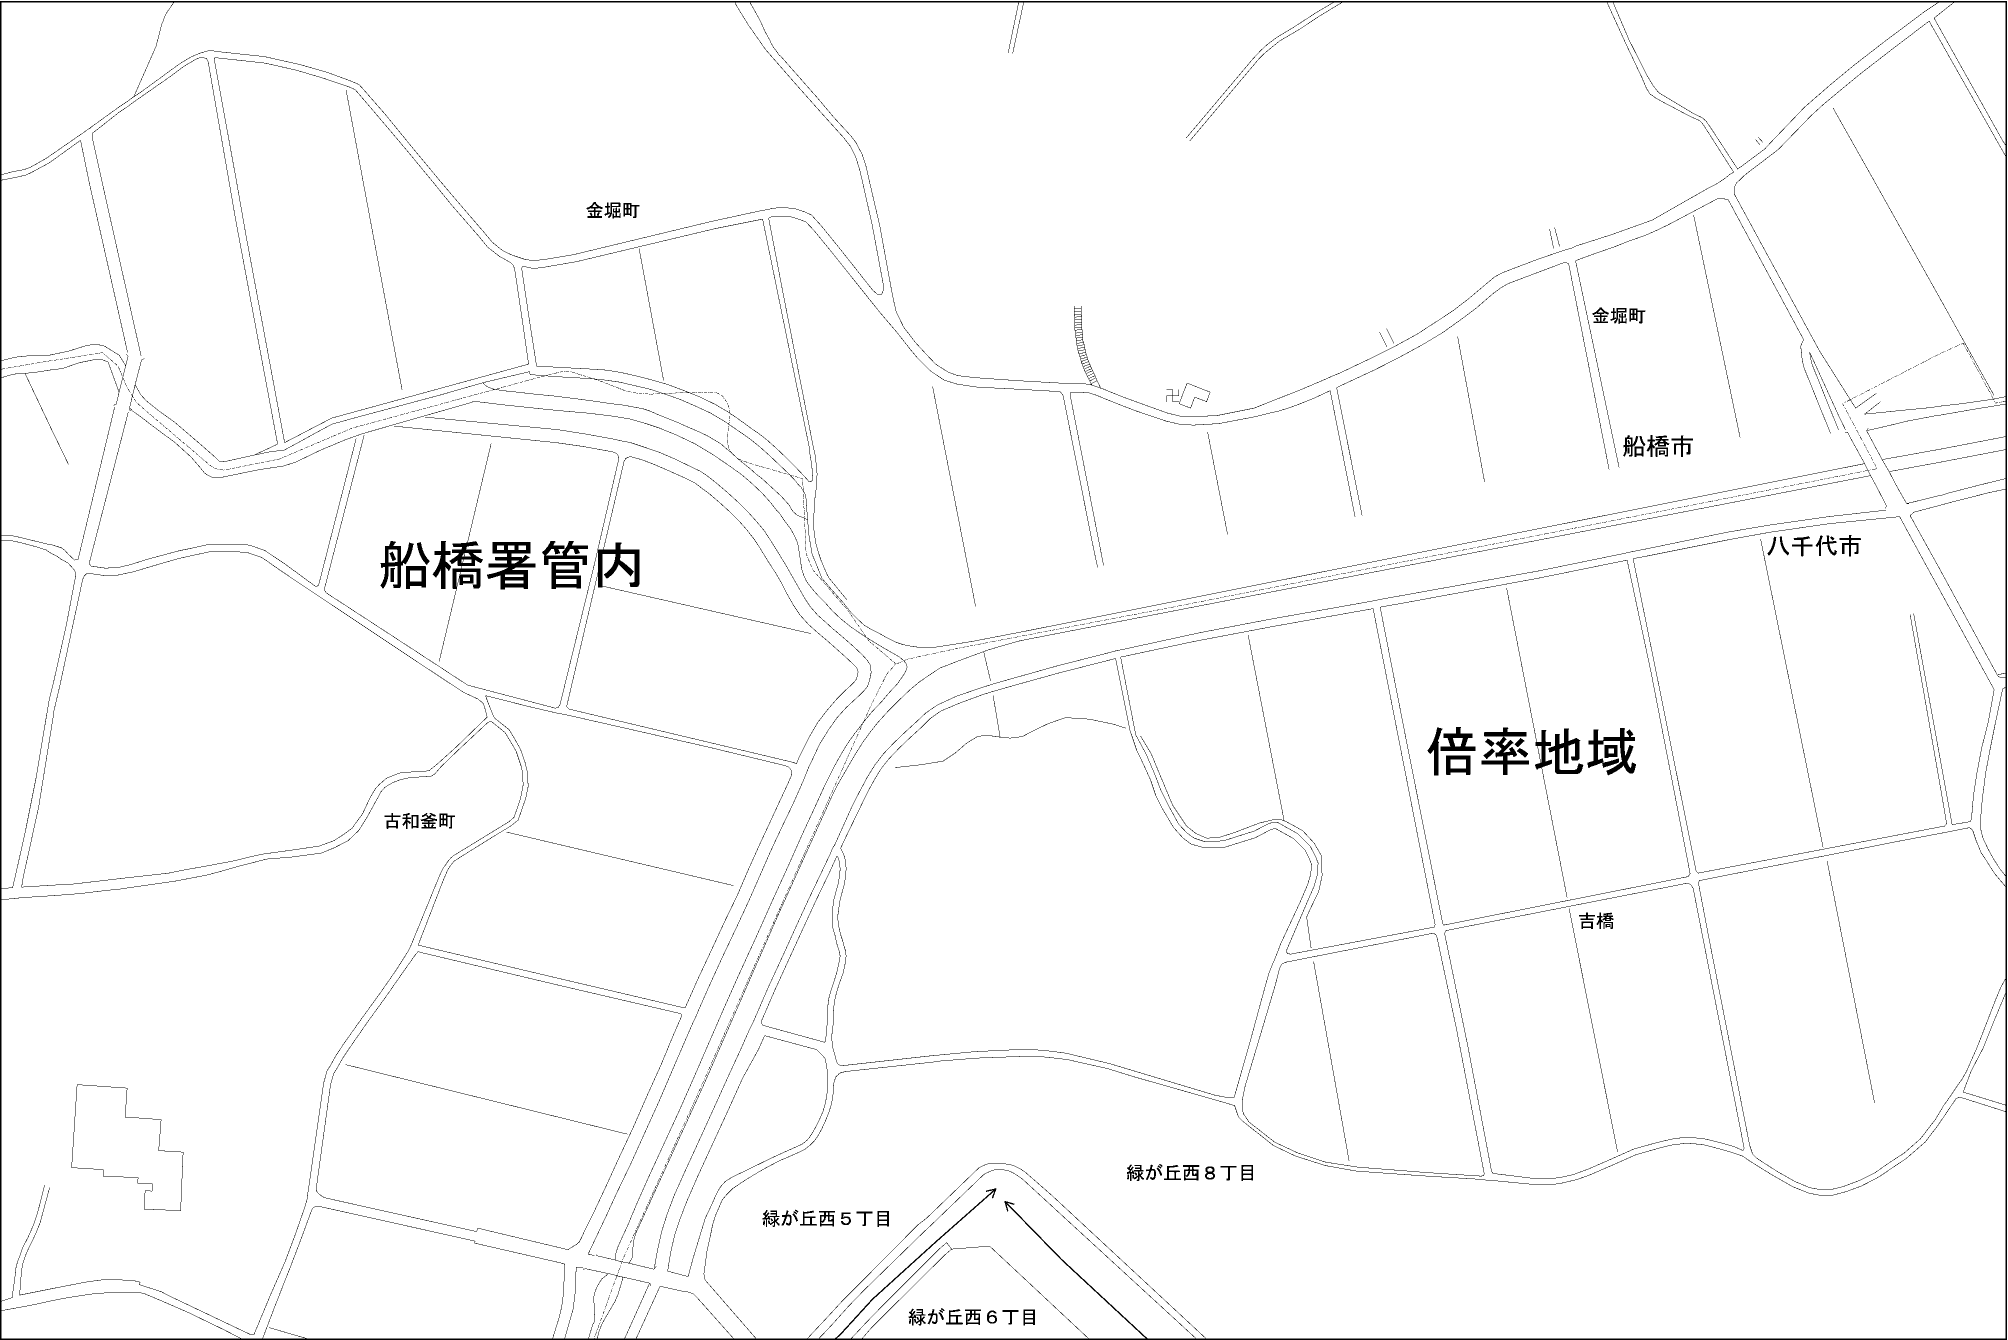 金堀町
金堀町
船橋市
八千代市
船橋署管内
倍率地域
古和釜町
吉橋
緑が丘西８丁目
緑が丘西５丁目
緑が丘西６丁目